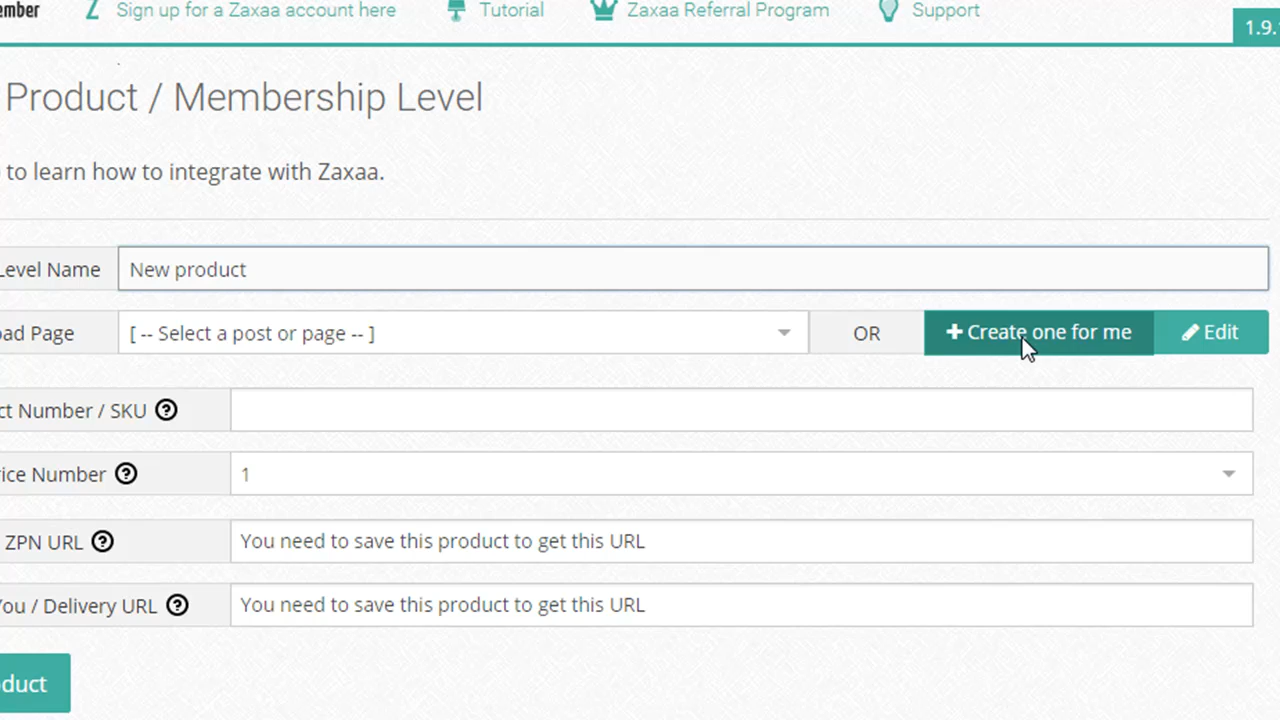 ember Sign up for a Zaxaa account here Tutorial Zaxaa Referral Program Support
1.9.
Product / Membership Level
to learn how to integrate with Zaxaa.
Level Name New product
oad Page [ -- Select a post or page -- ] OR Create one for me Edit
ct Number / SKU
rice Number 1
ZPN URL You need to save this product to get this URL
You / Delivery URL You need to save this product to get this URL
oduct